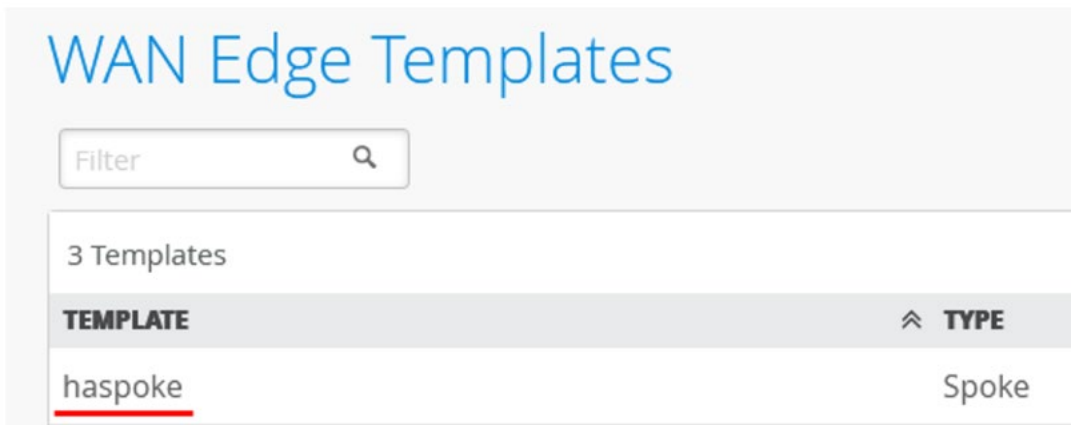 WAN Edge Templates
Filter
3 Templates
TEMPLATE TYPE
haspoke Spoke